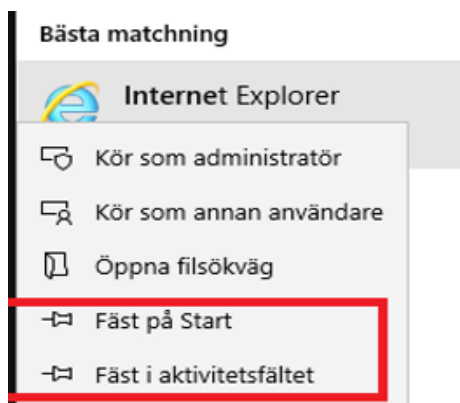 Bästa matchning
Internet Explorer
Kör som administratör
Kör som annan användare
Öppna filsökväg
Fäst på Start
Fäst i aktivitetsfältet